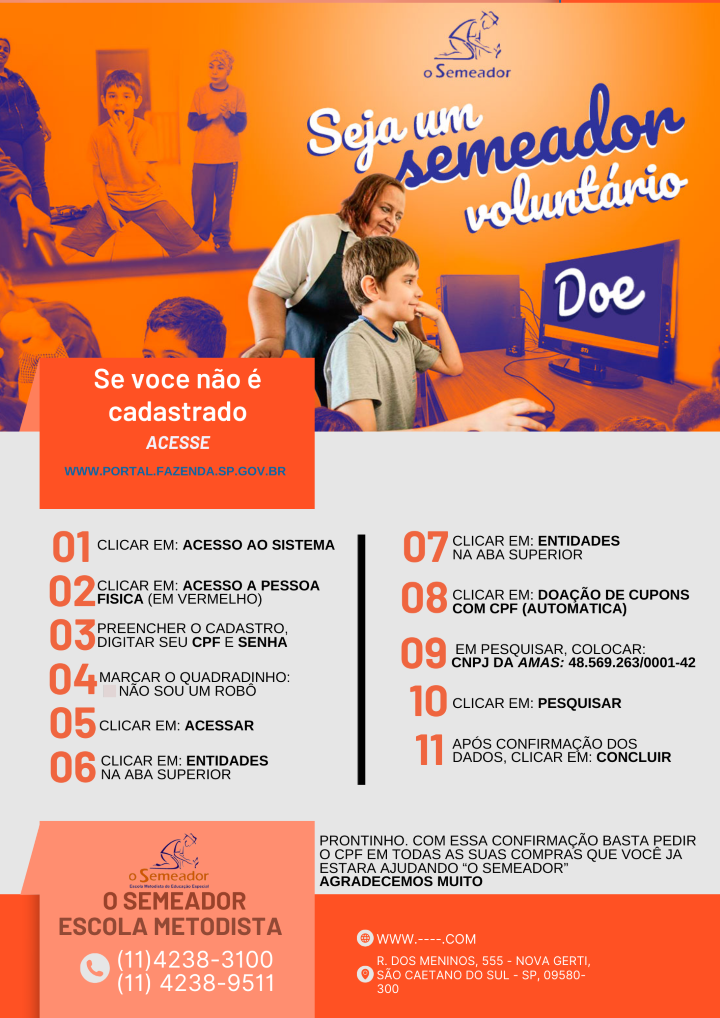 o Semeador
Seja um
semeador
voluntário
Doe
Se voce não é
cadastrado
ACESSE
WWW.PORTAL.FAZENDA.SP.GOV.BR
01 CLICAR EM: ACESSO AO SISTEMA
02 CLICAR EM: ACESSO A PESSOA
FISICA (EM VERMELHO)
03 PREENCHER O CADASTRO,
DIGITAR SEU CPF E SENHA
04 MARCAR O QUADRADINHO:
NÃO SOU UM ROBÔ
05 CLICAR EM: ACESSAR
06 CLICAR EM: ENTIDADES
NA ABA SUPERIOR
07 CLICAR EM: ENTIDADES
NA ABA SUPERIOR
08 CLICAR EM: DOAÇÃO DE CUPONS
COM CPF (AUTOMATICA)
09 EM PESQUISAR, COLOCAR:
CNPJ DA AMAS: 48.569.263/0001-42
10 CLICAR EM: PESQUISAR
11 APÓS CONFIRMAÇÃO DOS
DADOS, CLICAR EM: CONCLUIR
PRONTINHO. COM ESSA CONFIRMAÇÃO BASTA PEDIR
O CPF EM TODAS AS SUAS COMPRAS QUE VOCÊ JA
ESTARA AJUDANDO “O SEMEADOR”
AGRADECEMOS MUITO
o Semeador
Escola Metodista de Educação Especial
O SEMEADOR
ESCOLA METODISTA
(11)4238-3100
(11) 4238-9511
WWW.----.COM
R. DOS MENINOS, 555 - NOVA GERTI,
SÃO CAETANO DO SUL - SP, 09580-
300